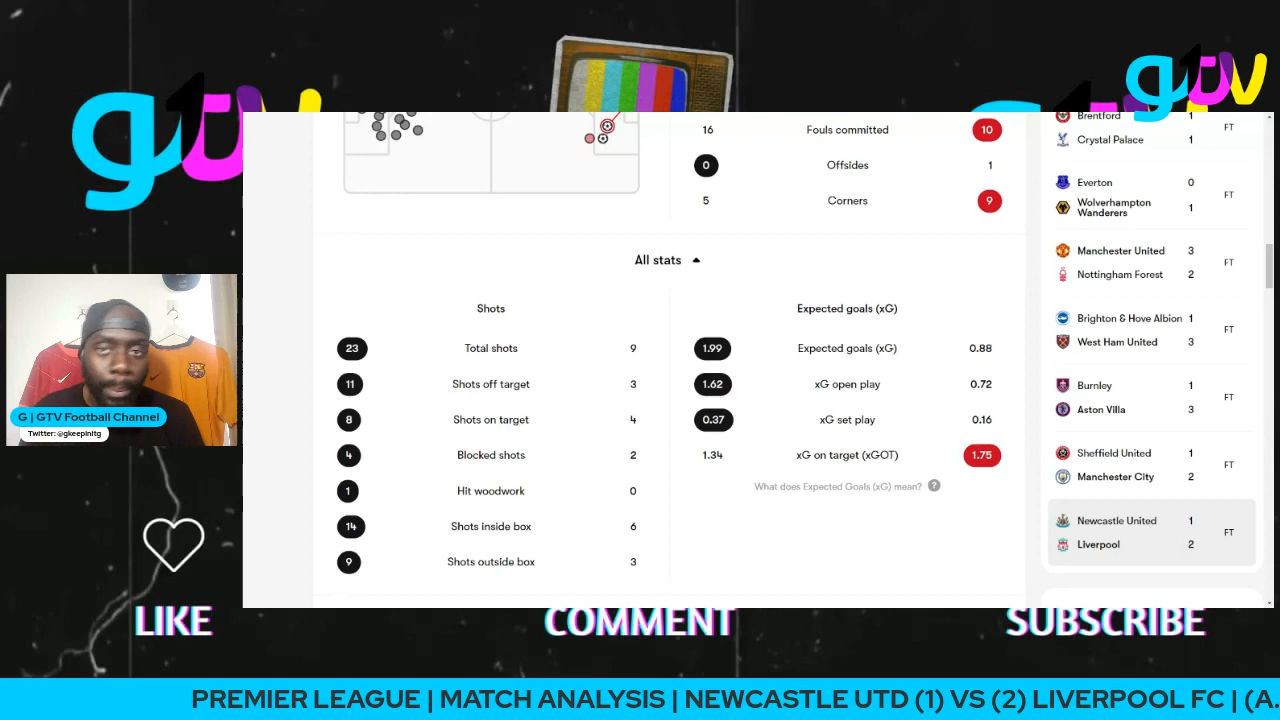 gtv
gtv
16 Fouls committed 10
0 Offsides 1
5 Corners 9
All stats
Shots
23 Total shots 9
11 Shots off target 3
8 Shots on target 4
4 Blocked shots 2
1 Hit woodwork 0
14 Shots inside box 6
9 Shots outside box 3
Expected goals (xG)
1.99 Expected goals (xG) 0.88
1.62 xG open play 0.72
0.37 xG set play 0.16
1.34 xG on target (xGOT) 1.75
What does Expected Goals (xG) mean? ?
Brentford 1
Crystal Palace 1
FT
Everton 0
Wolverhampton
Wanderers 1
FT
Manchester United 3
Nottingham Forest 2
FT
Brighton & Hove Albion 1
West Ham United 3
FT
Burnley 1
Aston Villa 3
FT
Sheffield United 1
Manchester City 2
FT
Newcastle United 1
Liverpool 2
FT
G | GTV Football Channel
Twitter: @gkeepinitg
LIKE
COMMENT
SUBSCRIBE
PREMIER LEAGUE | MATCH ANALYSIS | NEWCASTLE UTD (1) VS (2) LIVERPOOL FC | (A.